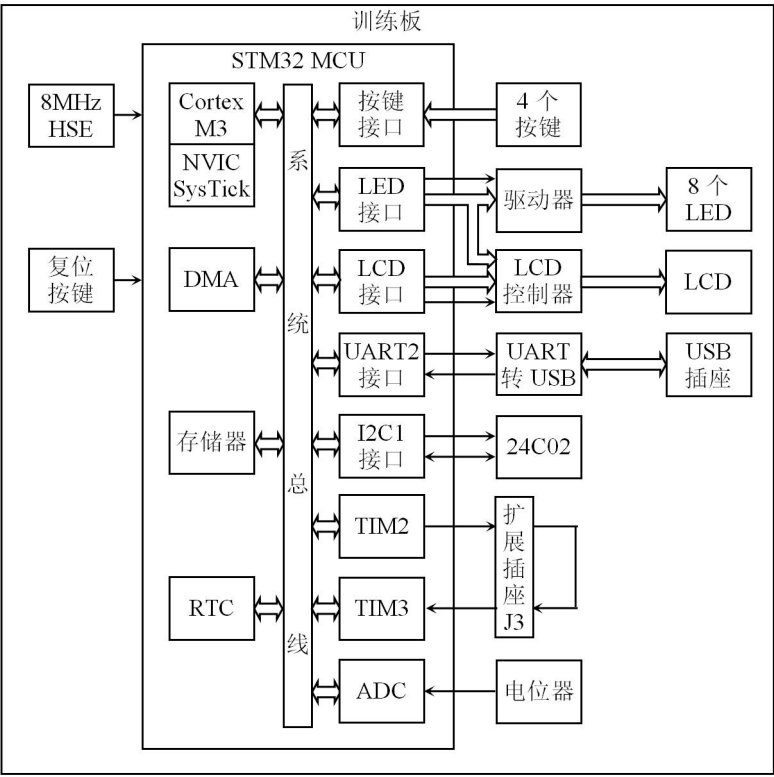 训练板
STM32 MCU
8MHz
HSE
Cortex
M3
NVIC
SysTick
系
统
总
线
按键
接口
4 个
按键
LED
接口
驱动器
8 个
LED
复位
按键
DMA
LCD
接口
LCD
控制器
LCD
UART2
接口
UART
转 USB
USB
插座
存储器
I2C1
接口
24C02
TIM2
扩
展
插
座
J3
RTC
TIM3
ADC
电位器